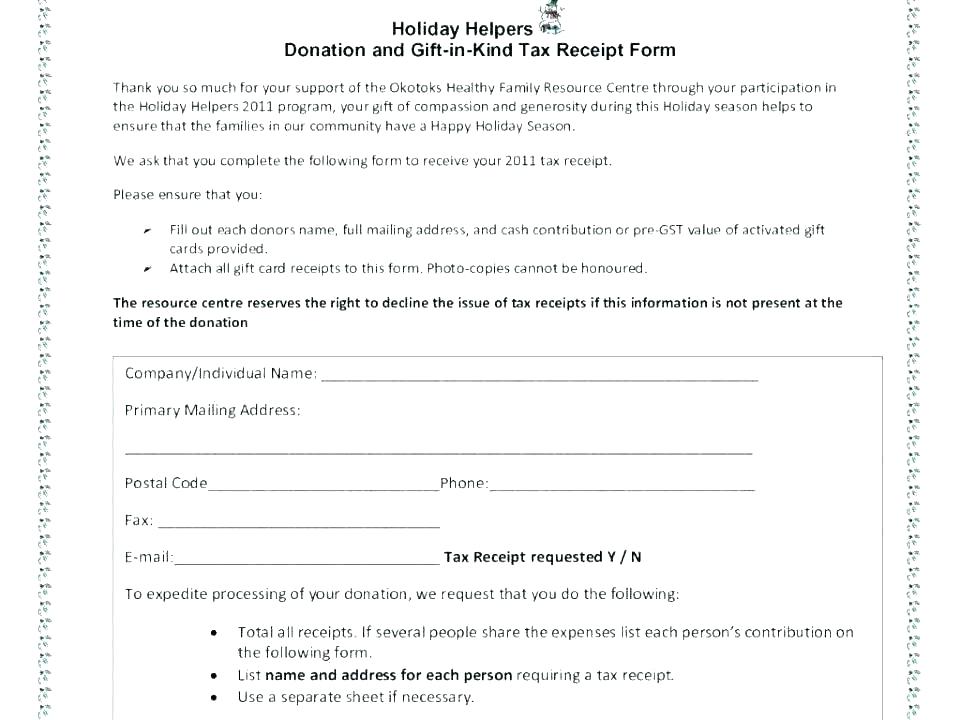 Holiday Helpers
Donation and Gift-in-Kind Tax Receipt Form
Thank you so much for your support of the Okotoks Healthy Family Resource Centre through your participation in
the Holiday Helpers 2011 program, your gift of compassion and generosity during this Holiday season helps to
ensure that the families in our community have a Happy Holiday Season.
We ask that you complete the following form to receive your 2011 tax receipt.
Please ensure that you:
Fill out each donors name, full mailing address, and cash contribution or pre-GST value of activated gift
cards provided.
Attach all gift card receipts to this form. Photo-copies cannot be honoured.
The resource centre reserves the right to decline the issue of tax receipts if this information is not present at the
time of the donation
Company/Individual Name:
Primary Mailing Address:
Postal Code Phone:
Fax:
E-mail: Tax Receipt requested Y / N
To expedite processing of your donation, we request that you do the following:
• Total all receipts. If several people share the expenses list each person's contribution on
the following form.
• List name and address for each person requiring a tax receipt.
• Use a separate sheet if necessary.